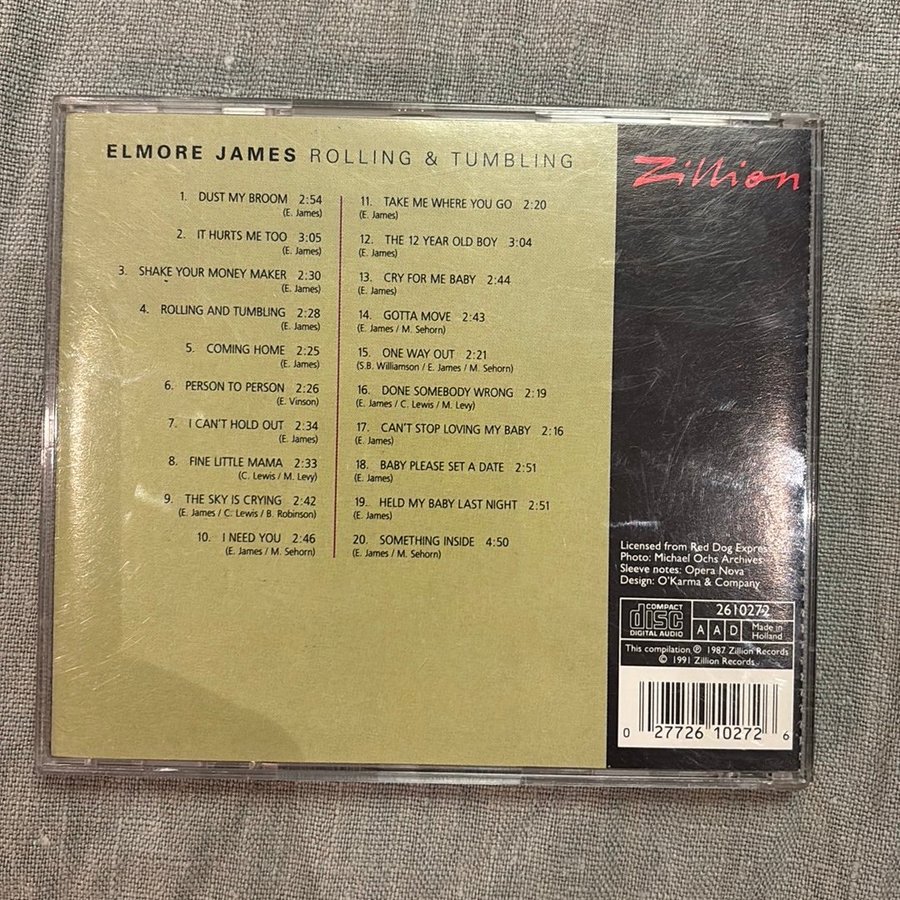 ELMORE JAMES ROLLING & TUMBLING
1. DUST MY BROOM 2:54
(E. James)
2. IT HURTS ME TOO 3:05
(E. James)
3. SHAKE YOUR MONEY MAKER 2:30
(E. James)
4. ROLLING AND TUMBLING 2:28
(E. James)
5. COMING HOME 2:25
(E. James)
6. PERSON TO PERSON 2:26
(E. Vinson)
7. I CAN'T HOLD OUT 2:34
(E. James)
8. FINE LITTLE MAMA 2:33
(C. Lewis / M. Levy)
9. THE SKY IS CRYING 2:42
(E. James / C. Lewis / B. Robinson)
10. I NEED YOU 2:46
(E. James / M. Sehorn)
11. TAKE ME WHERE YOU GO 2:20
(E. James)
12. THE 12 YEAR OLD BOY 3:04
(E. James)
13. CRY FOR ME BABY 2:44
(E. James)
14. GOTTA MOVE 2:43
(E. James / M. Sehorn)
15. ONE WAY OUT 2:21
(S.B. Williamson / E. James / M. Sehorn)
16. DONE SOMEBODY WRONG 2:19
(E. James / C. Lewis / M. Levy)
17. CAN'T STOP LOVING MY BABY 2:16
(E. James)
18. BABY PLEASE SET A DATE 2:51
(E. James)
19. HELD MY BABY LAST NIGHT 2:51
(E. James)
20. SOMETHING INSIDE 4:50
(E. James / M. Sehorn)
Zillion
Licensed from Red Dog Express
Photo: Michael Ochs Archives
Sleeve notes: Opera Nova
Design: O'Karma & Company
COMPACT
disc
DIGITAL AUDIO
2610272
A A D
Made in
Holland
This compilation ℗ 1987 Zillion Records
© 1991 Zillion Records
0 27726 10272 6